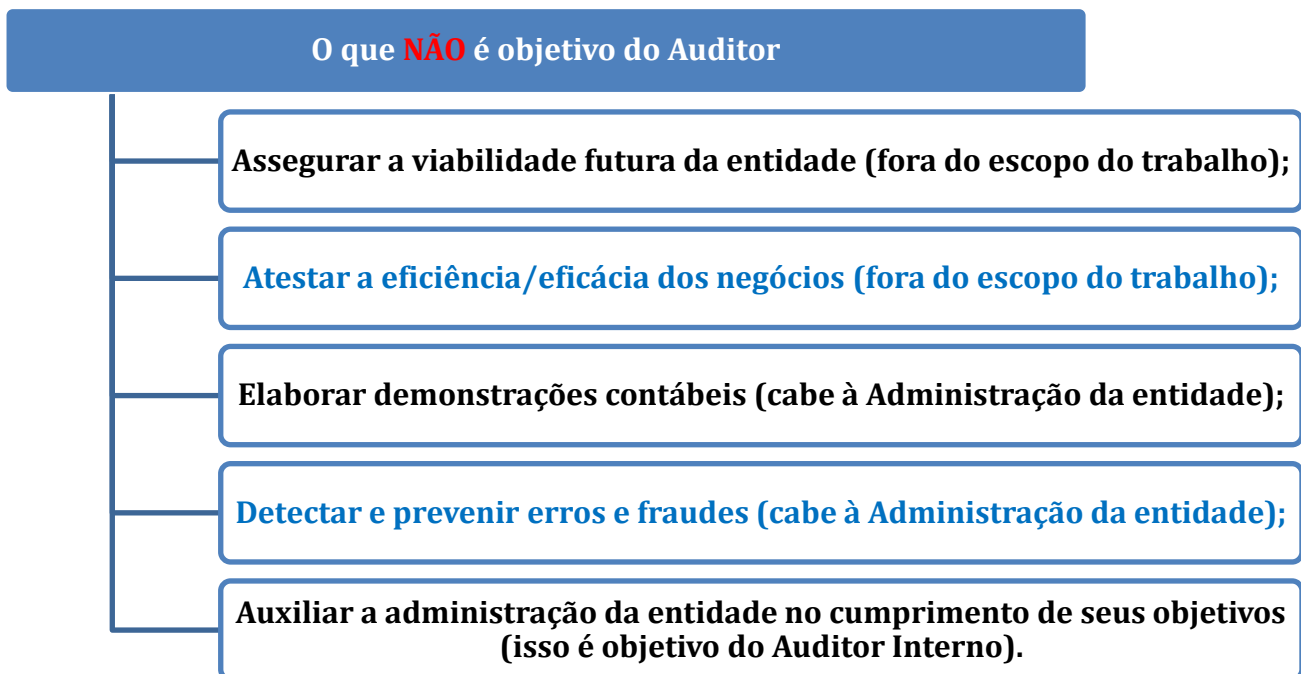 O que NÃO é objetivo do Auditor
Assegurar a viabilidade futura da entidade (fora do escopo do trabalho);
Atestar a eficiência/eficácia dos negócios (fora do escopo do trabalho);
Elaborar demonstrações contábeis (cabe à Administração da entidade);
Detectar e prevenir erros e fraudes (cabe à Administração da entidade);
Auxiliar a administração da entidade no cumprimento de seus objetivos
(isso é objetivo do Auditor Interno).